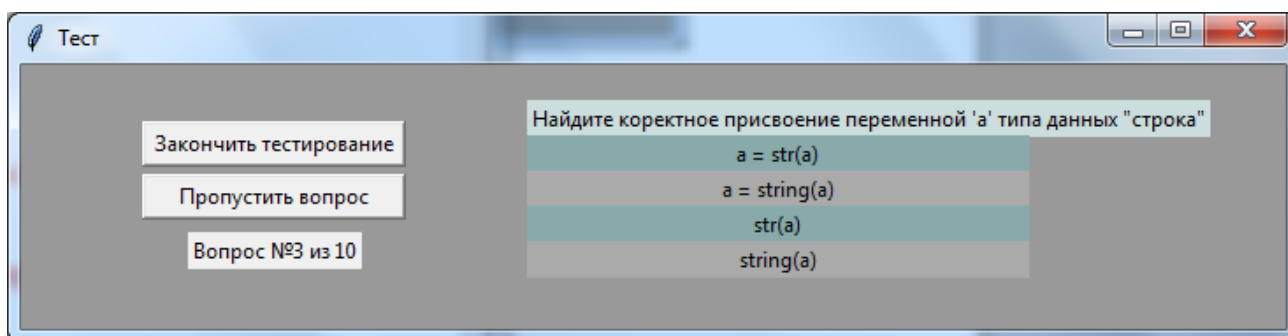 Тест
Закончить тестирование
Пропустить вопрос
Вопрос №3 из 10
Найдите коректное присвоение переменной 'a' типа данных "строка"
a = str(a)
a = string(a)
str(a)
string(a)